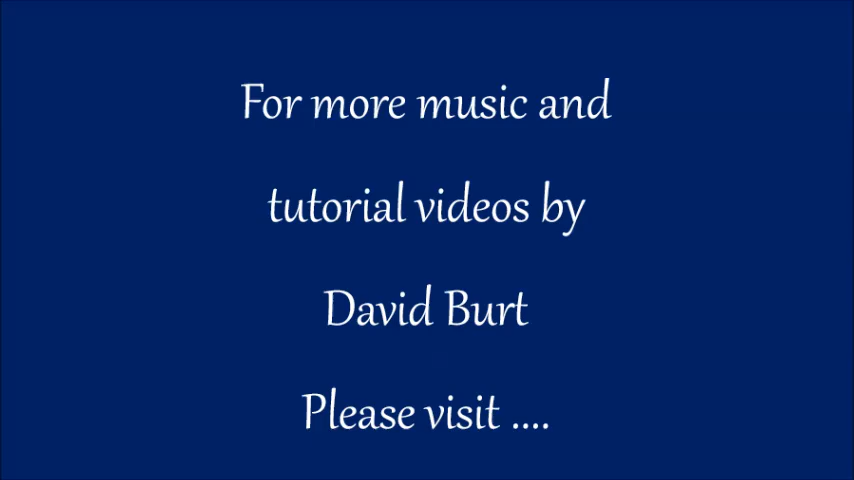 For more music and
tutorial videos by
David Burt
Please visit ....